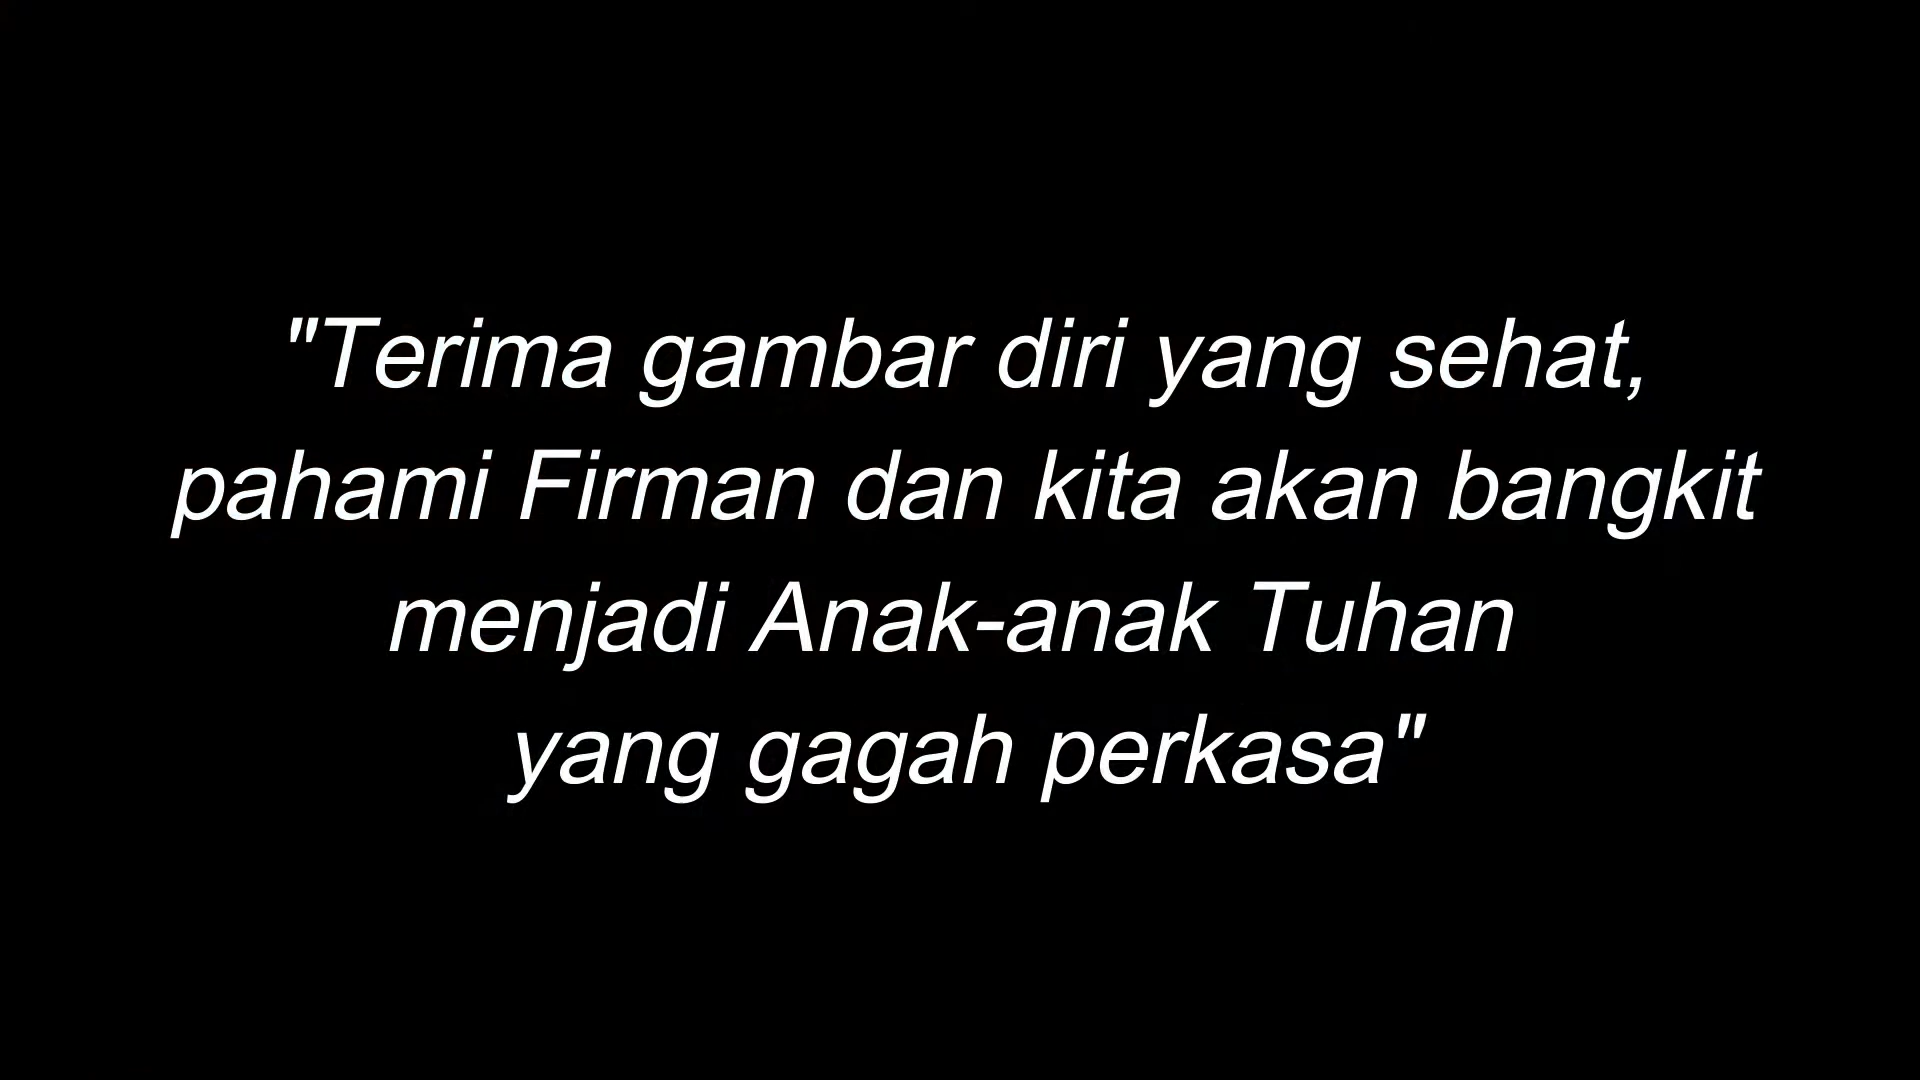 "Terima gambar diri yang sehat,
pahami Firman dan kita akan bangkit
menjadi Anak-anak Tuhan
yang gagah perkasa"